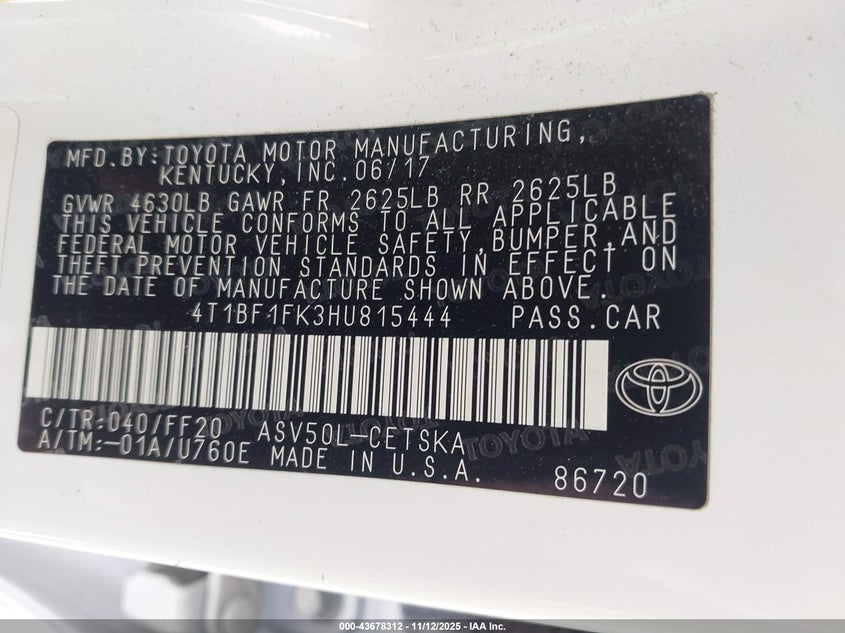 MFD. BY: TOYOTA MOTOR MANUFACTURING,
KENTUCKY, INC. 06/17
GVWR 4630LB GAWR FR 2625LB RR 2625LB
THIS VEHICLE CONFORMS TO ALL APPLICABLE
FEDERAL MOTOR VEHICLE SAFETY, BUMPER, AND
THEFT PREVENTION STANDARDS IN EFFECT ON
THE DATE OF MANUFACTURE SHOWN ABOVE.
4T1BF1FK3HU815444 PASS.CAR
C/TR:040/FF20 ASV50L-CETSKA
A/TM:-01A/U760E MADE IN U.S.A.
86720
000-43678312 - 11/12/2025 - IAA Inc.